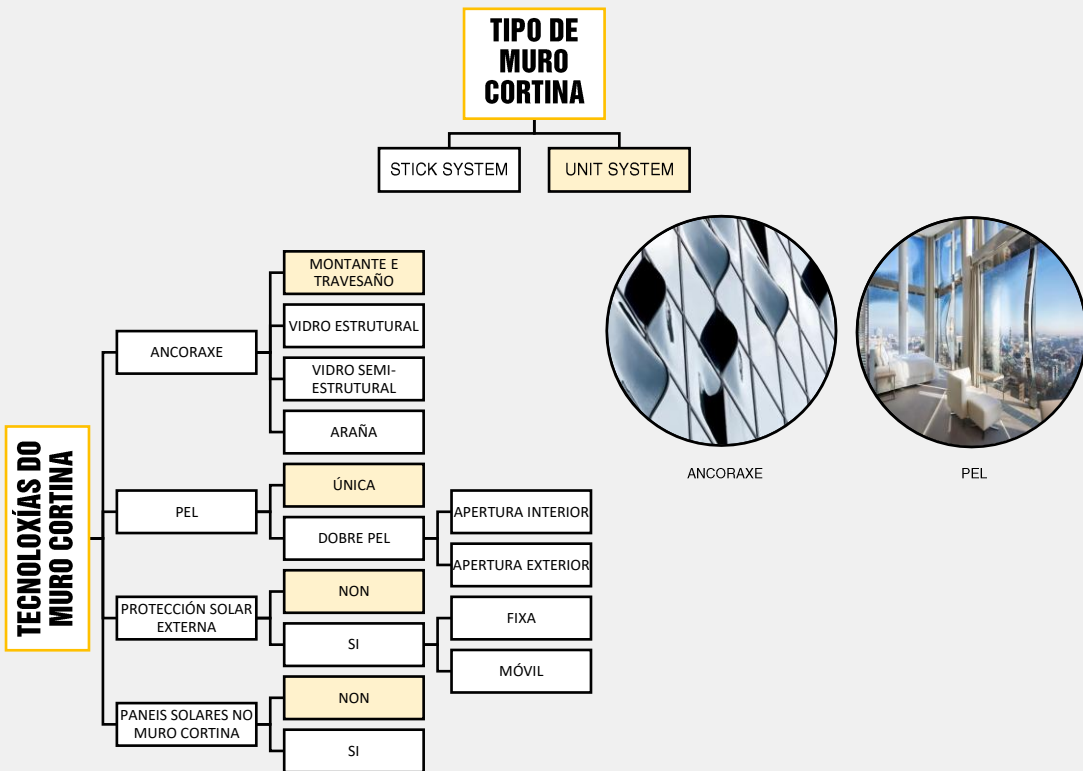 TIPO DE
MURO
CORTINA
STICK SYSTEM
UNIT SYSTEM
TECNOLOXÍAS DO
MURO CORTINA
ANCORAXE
MONTANTE E
TRAVESAÑO
VIDRO ESTRUTURAL
VIDRO SEMI-
ESTRUTURAL
ARAÑA
PEL
ÚNICA
DOBRE PEL
APERTURA INTERIOR
APERTURA EXTERIOR
PROTECCIÓN SOLAR
EXTERNA
NON
SI
FIXA
MÓVIL
PANEIS SOLARES NO
MURO CORTINA
NON
SI
ANCORAXE
PEL